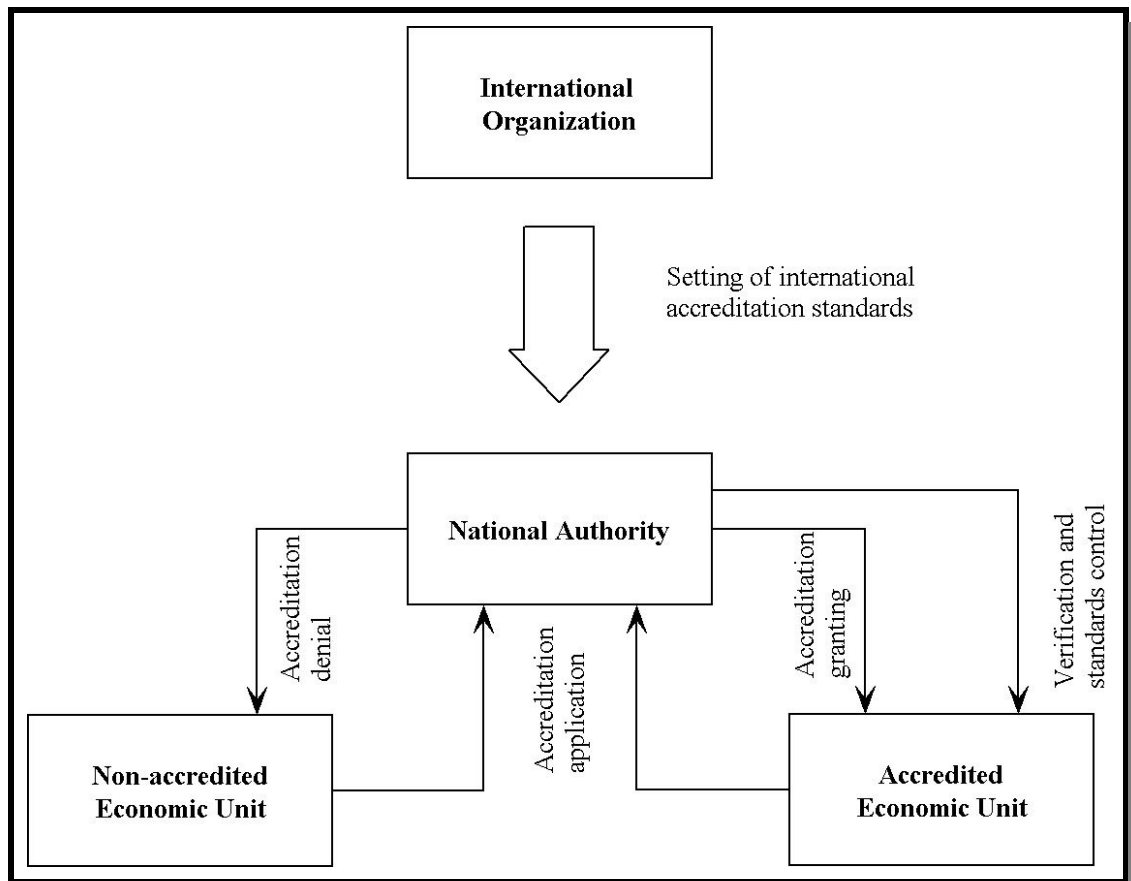 International
Organization
Setting of international
accreditation standards
National Authority
Accreditation
denial
Accreditation
application
Accreditation
granting
Verification and
standards control
Non-accredited
Economic Unit
Accredited
Economic Unit